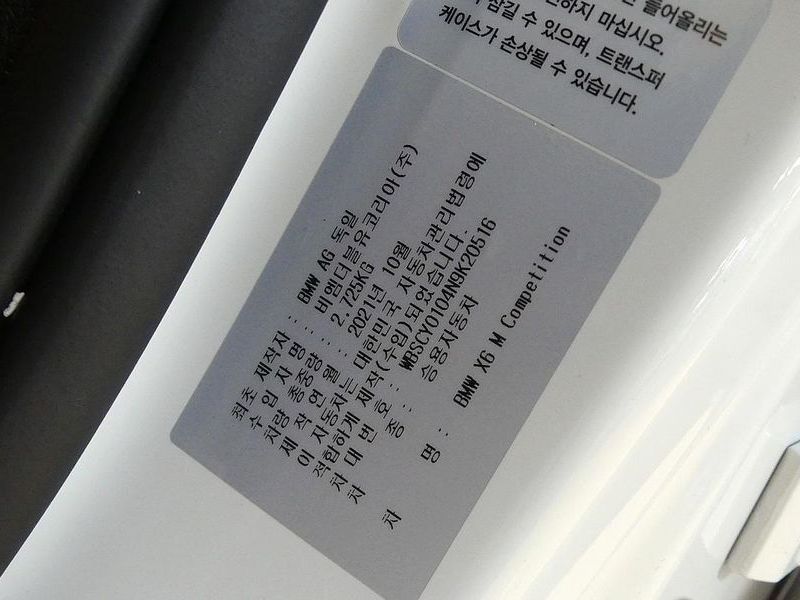 들어올리는
하지 마십시오.
잠길 수 있으며, 트랜스퍼
케이스가 손상될 수 있습니다.
최초 제작자 : BMW AG 독일
수입자명 : 비엠더블유코리아(주)
차량총중량 : 2,725KG
제작연월 : 2021년 10월
이 자동차는 대한민국 자동차관리법령에
적합하게 제작(수입)되었습니다.
차대번호 : WBSCY0104N9K20516
차 종 : 승용자동차
차 명 : BMW X6 M Competition